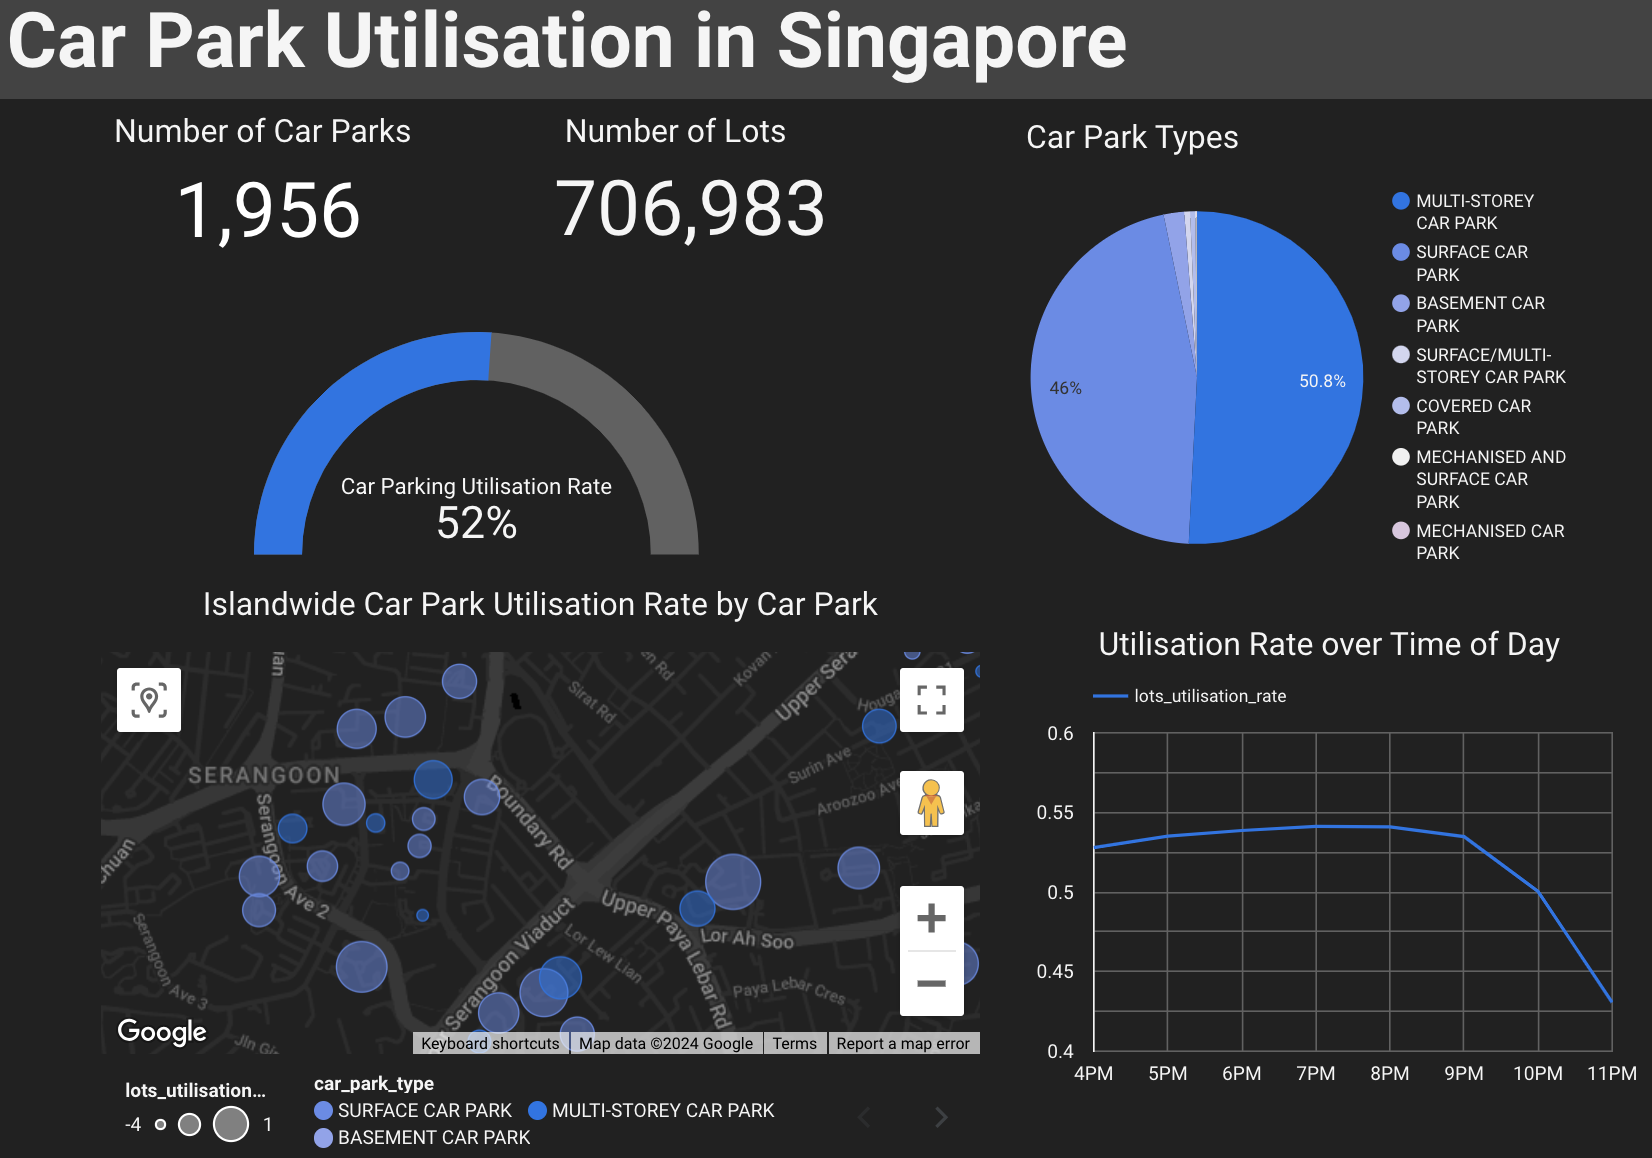 Car Park Utilisation in Singapore
Number of Car Parks
1,956
Number of Lots
706,983
Car Parking Utilisation Rate
52%
Car Park Types
46%
50.8%
MULTI-STOREY
CAR PARK
SURFACE CAR
PARK
BASEMENT CAR
PARK
SURFACE/MULTI-
STOREY CAR PARK
COVERED CAR
PARK
MECHANISED AND
SURFACE CAR
PARK
MECHANISED CAR
PARK
Islandwide Car Park Utilisation Rate by Car Park
en Rd
Kovan
Upper Sera
Sirat Rd
Houga
SERANGOON
Surin Ave
Aroozoo Ave
Boundary Rd
Serangoon Ave 2
chuan
Upper Paya Lebar Rd
Lor Ah Soo
Serangoon Viaduct
Lor Lew Lian
Serangoon Ave 3
Paya Lebar Cres
Jln Gi
Google
Keyboard shortcuts
Map data ©2024 Google
Terms
Report a map error
lots_utilisation...
-4
1
car_park_type
SURFACE CAR PARK
MULTI-STOREY CAR PARK
BASEMENT CAR PARK
Utilisation Rate over Time of Day
lots_utilisation_rate
0.6
0.55
0.5
0.45
0.4
4PM 5PM 6PM 7PM 8PM 9PM 10PM 11PM